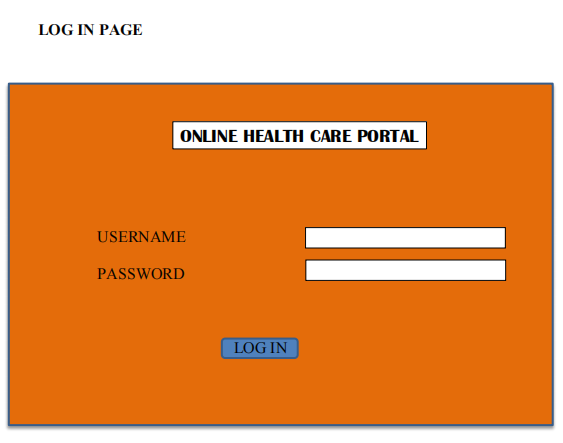 LOG IN PAGE
ONLINE HEALTH CARE PORTAL
USERNAME
PASSWORD
LOG IN